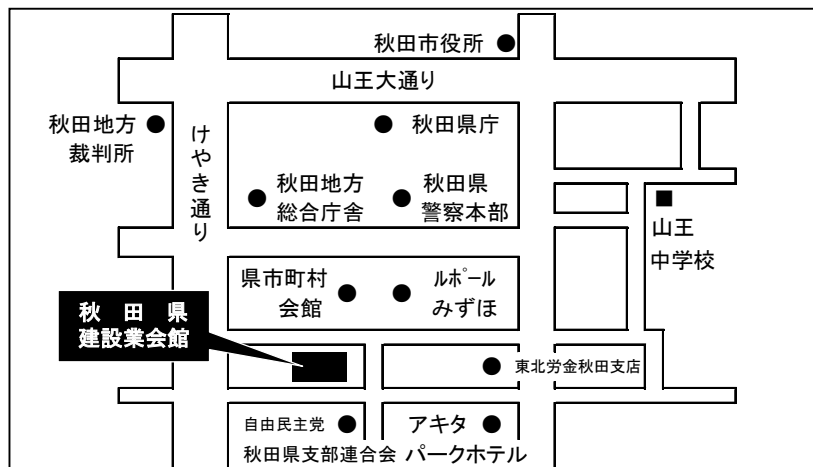 秋田市役所
山王大通り
秋田地方
裁判所
けやき通り
秋田県庁
秋田地方
総合庁舎
秋田県
警察本部
山王
中学校
県市町村
会館
ルポール
みずほ
秋田県
建設業会館
東北労金秋田支店
自由民主党
秋田県支部連合会
アキタ
パークホテル